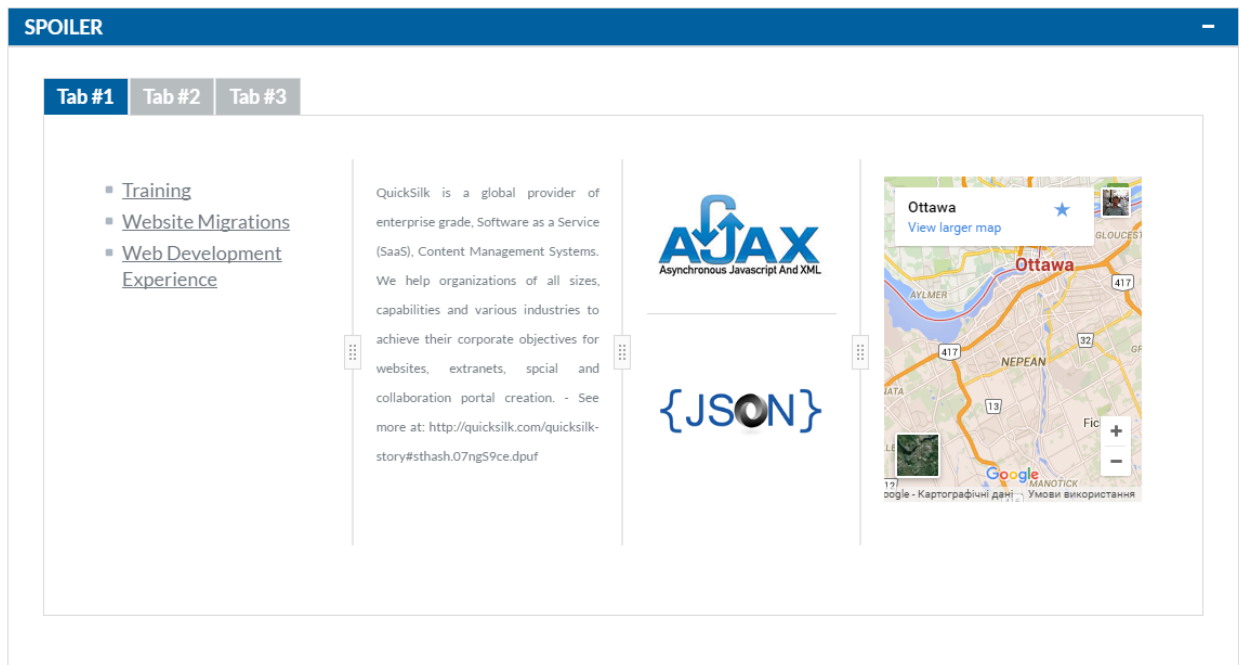 SPOILER
Tab #1 Tab #2 Tab #3
Training
Website Migrations
Web Development
Experience
QuickSilk is a global provider of
enterprise grade, Software as a Service
(SaaS), Content Management Systems.
We help organizations of all sizes,
capabilities and various industries to
achieve their corporate objectives for
websites, extranets, spcial and
collaboration portal creation. - See
more at: http://quicksilk.com/quicksilk-
story#sthash.07ngS9ce.dpuf
AJAX
Asynchronous Javascript And XML
{JSON}
Ottawa
View larger map
GLOUCEST
Ottawa
417
AYLMER
417
32
NEPEAN
13
Fic
Google
MANOTICK
12
oogle - Картографічні дані Умови використання